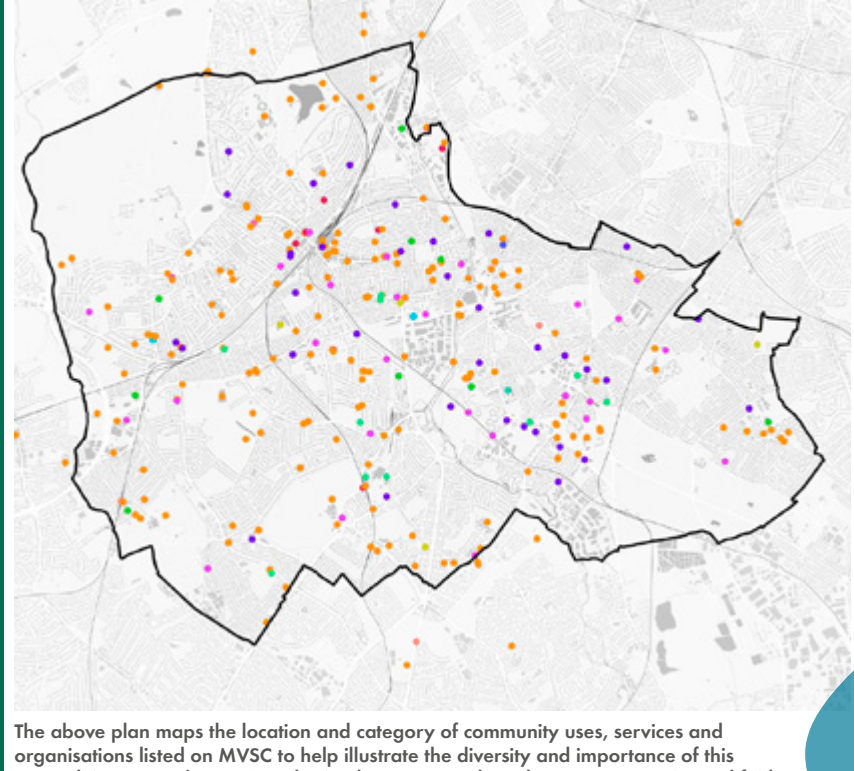 The above plan maps the location and category of community uses, services and
organisations listed on MVSC to help illustrate the diversity and importance of this